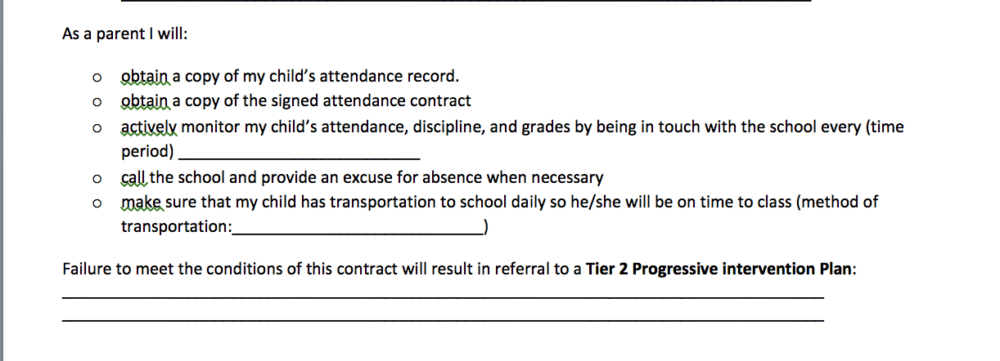 As a parent I will:
o obtain a copy of my child’s attendance record.
o obtain a copy of the signed attendance contract
o actively monitor my child’s attendance, discipline, and grades by being in touch with the school every (time
period) ___________________________
o call the school and provide an excuse for absence when necessary
o make sure that my child has transportation to school daily so he/she will be on time to class (method of
transportation:____________________________)
Failure to meet the conditions of this contract will result in referral to a Tier 2 Progressive intervention Plan: